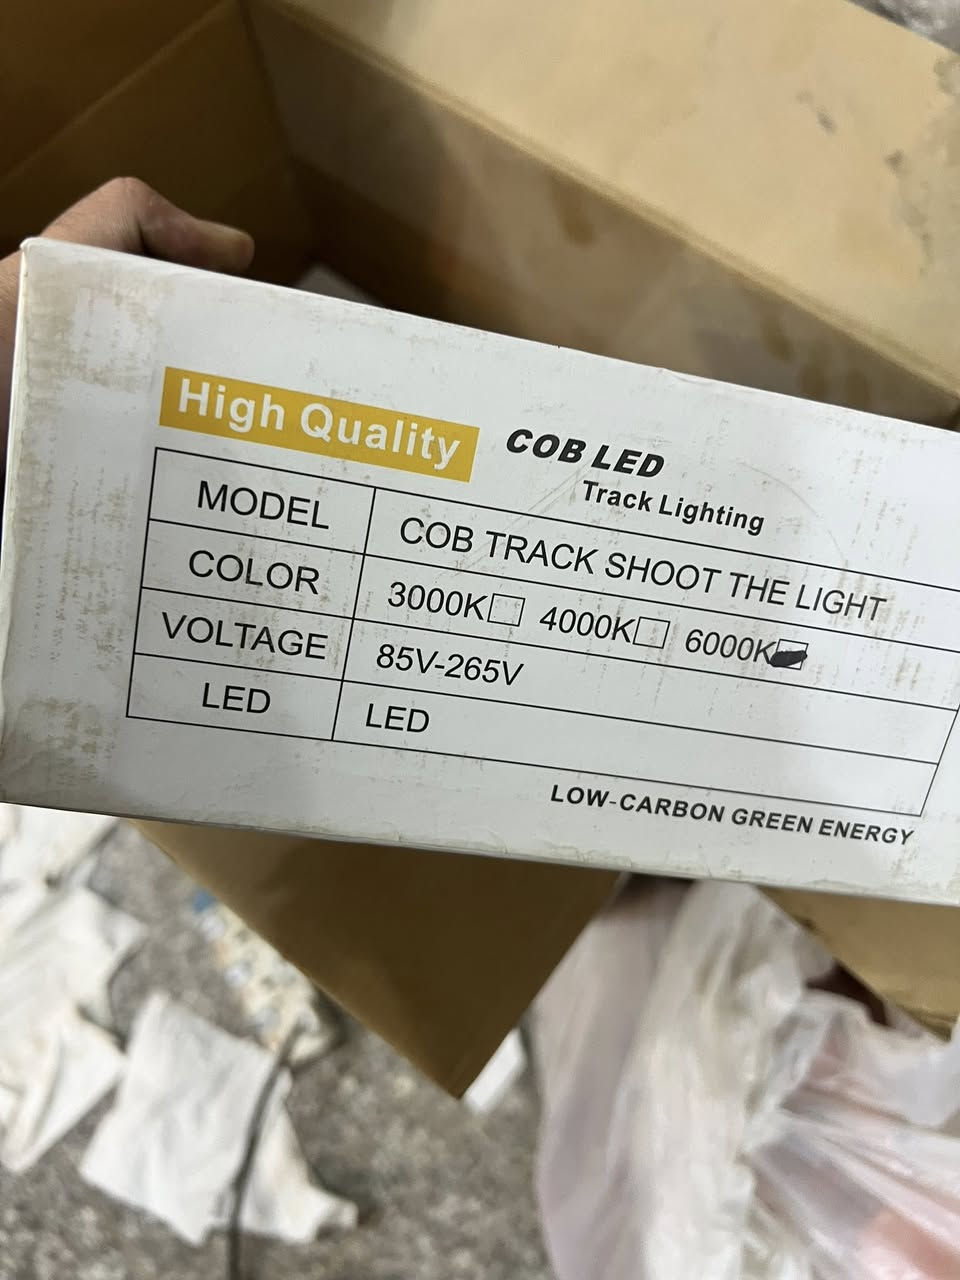 High Quality
COB LED
Track Lighting
MODEL COB TRACK SHOOT THE LIGHT
COLOR 3000K☐ 4000K☐ 6000K☑
VOLTAGE 85V-265V
LED LED
LOW-CARBON GREEN ENERGY